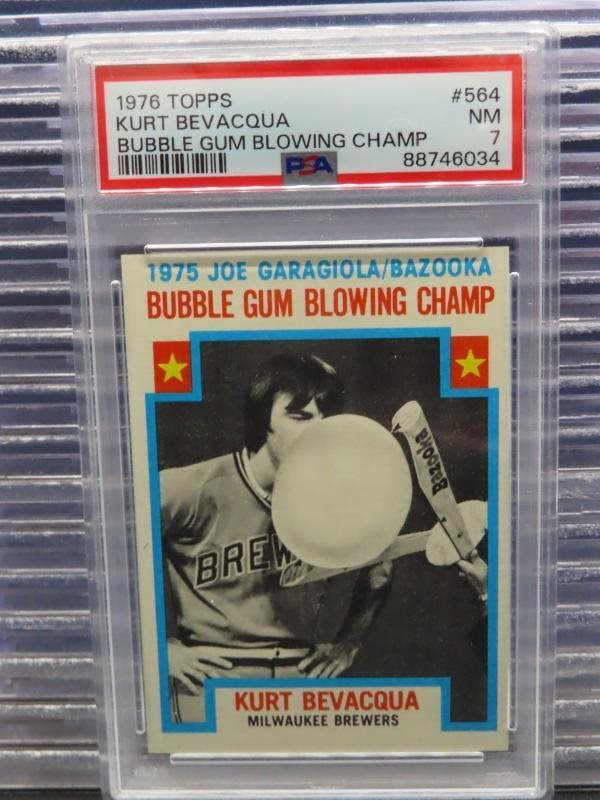 1976 TOPPS #564
KURT BEVACQUA NM
BUBBLE GUM BLOWING CHAMP 7
PSA 88746034
1975 JOE GARAGIOLA/BAZOOKA
BUBBLE GUM BLOWING CHAMP
Bazooka
BREW
KURT BEVACQUA
MILWAUKEE BREWERS